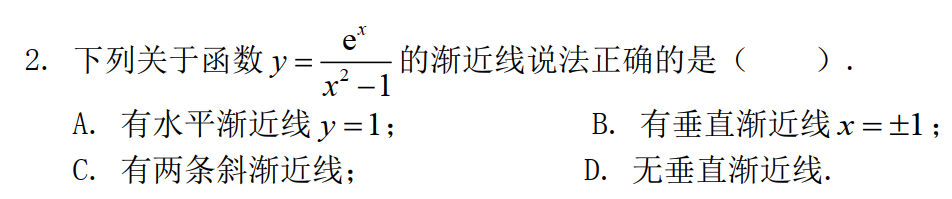 2. 下列关于函数 y = e^x / (x^2 − 1) 的渐近线说法正确的是（  ）.
A. 有水平渐近线 y = 1； B. 有垂直渐近线 x = ±1；
C. 有两条斜渐近线； D. 无垂直渐近线.